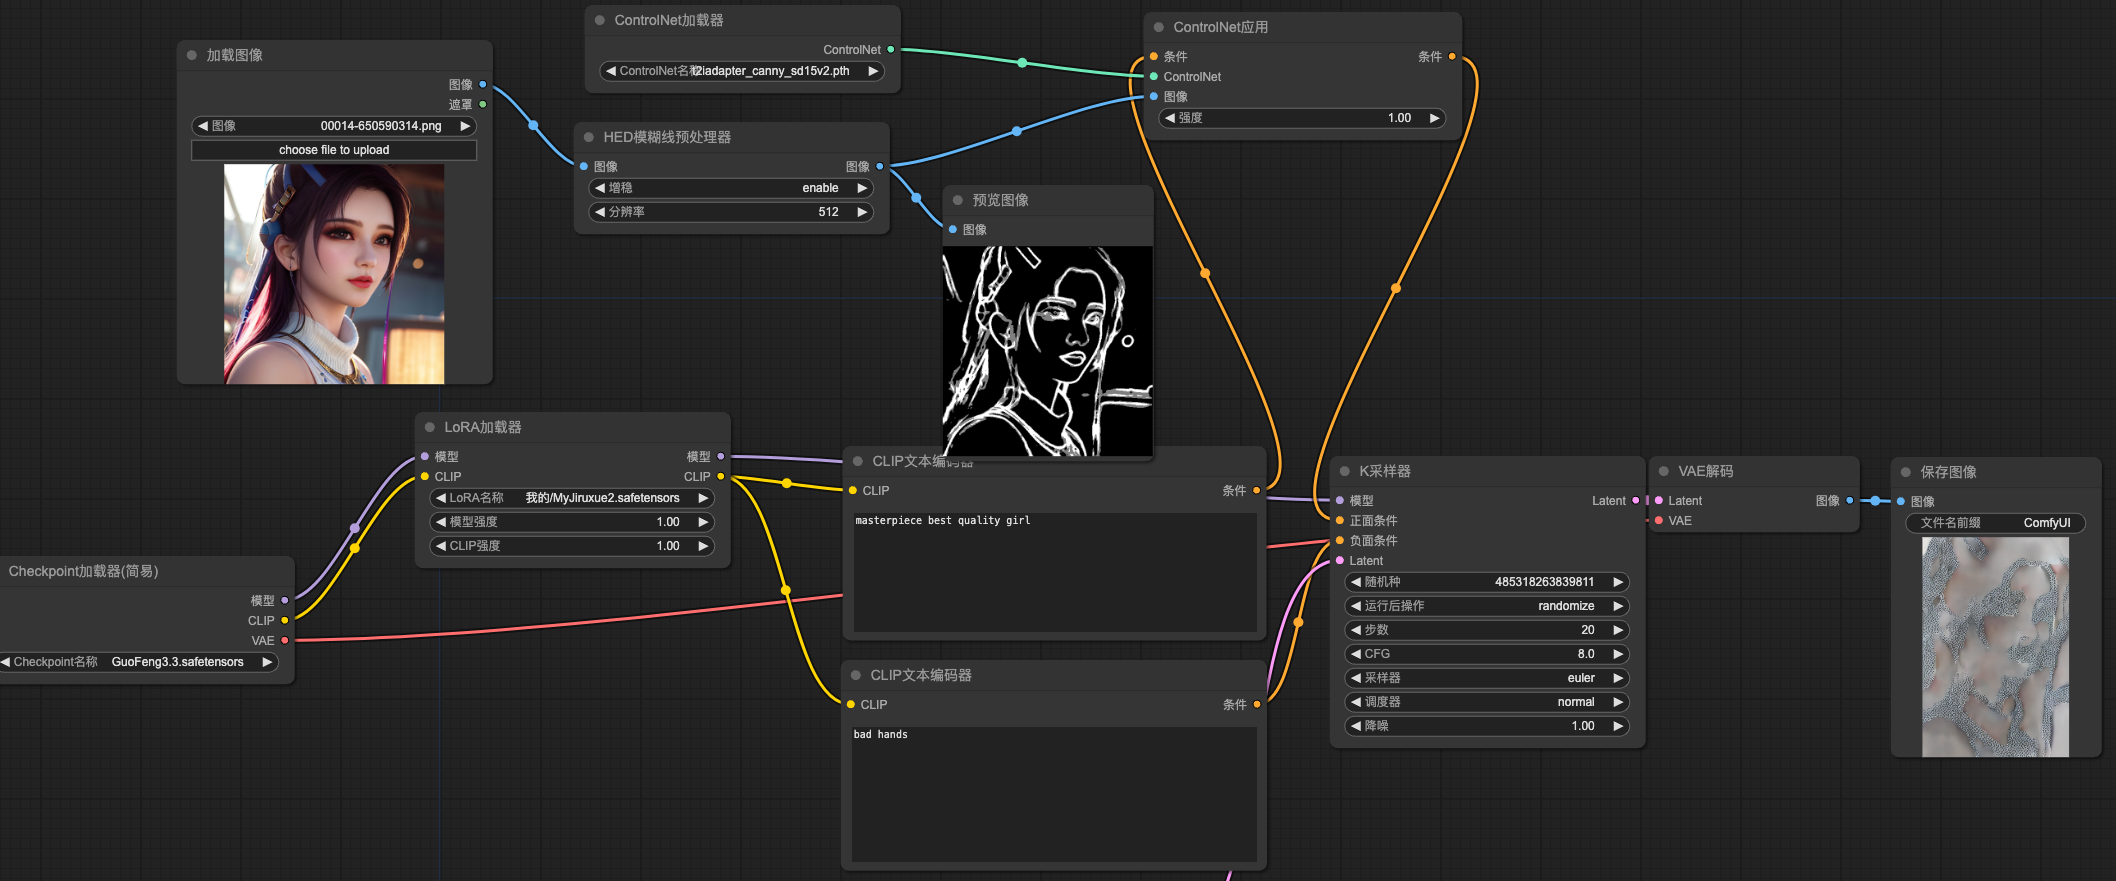 加载图像
图像
遮罩
图像 00014-650590314.png
choose file to upload
ControlNet加载器
ControlNet
ControlNet名称 t2iadapter_canny_sd15v2.pth
HED模糊线预处理器
图像 图像
增稳 enable
分辨率 512
ControlNet应用
条件 条件
ControlNet
图像
强度 1.00
预览图像
图像
LoRA加载器
模型 模型
CLIP CLIP
LoRA名称 我的/MyJiruxue2.safetensors
模型强度 1.00
CLIP强度 1.00
Checkpoint加载器(简易)
模型
CLIP
VAE
Checkpoint名称 GuoFeng3.3.safetensors
CLIP文本编码器
CLIP 条件
masterpiece best quality girl
CLIP文本编码器
CLIP 条件
bad hands
K采样器
模型 Latent
正面条件
负面条件
Latent
随机种 485318263839811
运行后操作 randomize
步数 20
CFG 8.0
采样器 euler
调度器 normal
降噪 1.00
VAE解码
Latent 图像
VAE
保存图像
图像
文件名前缀 ComfyUI